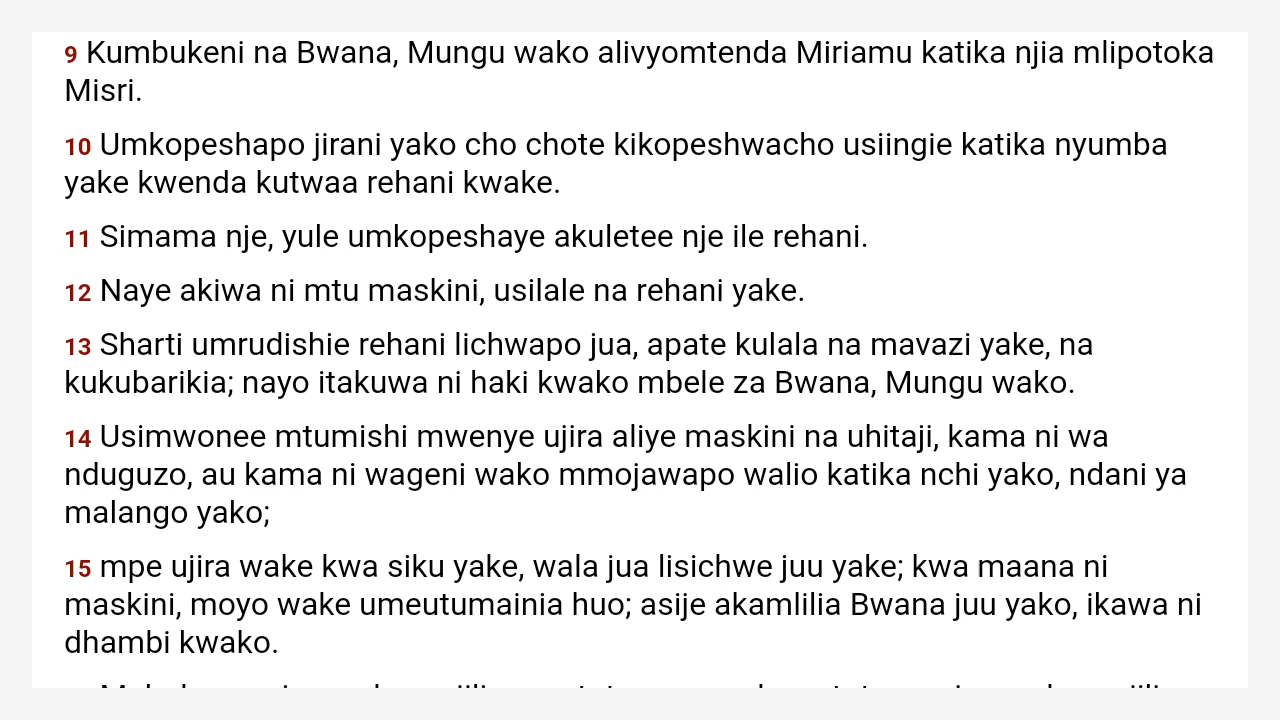 9 Kumbukeni na Bwana, Mungu wako alivyomtenda Miriamu katika njia mlipotoka
Misri.
10 Umkopeshapo jirani yako cho chote kikopeshwacho usiingie katika nyumba
yake kwenda kutwaa rehani kwake.
11 Simama nje, yule umkopeshaye akuletee nje ile rehani.
12 Naye akiwa ni mtu maskini, usilale na rehani yake.
13 Sharti umrudishie rehani lichwapo jua, apate kulala na mavazi yake, na
kukubarikia; nayo itakuwa ni haki kwako mbele za Bwana, Mungu wako.
14 Usimwonee mtumishi mwenye ujira aliye maskini na uhitaji, kama ni wa
nduguzo, au kama ni wageni wako mmojawapo walio katika nchi yako, ndani ya
malango yako;
15 mpe ujira wake kwa siku yake, wala jua lisichwe juu yake; kwa maana ni
maskini, moyo wake umeutumainia huo; asije akamlilia Bwana juu yako, ikawa ni
dhambi kwako.